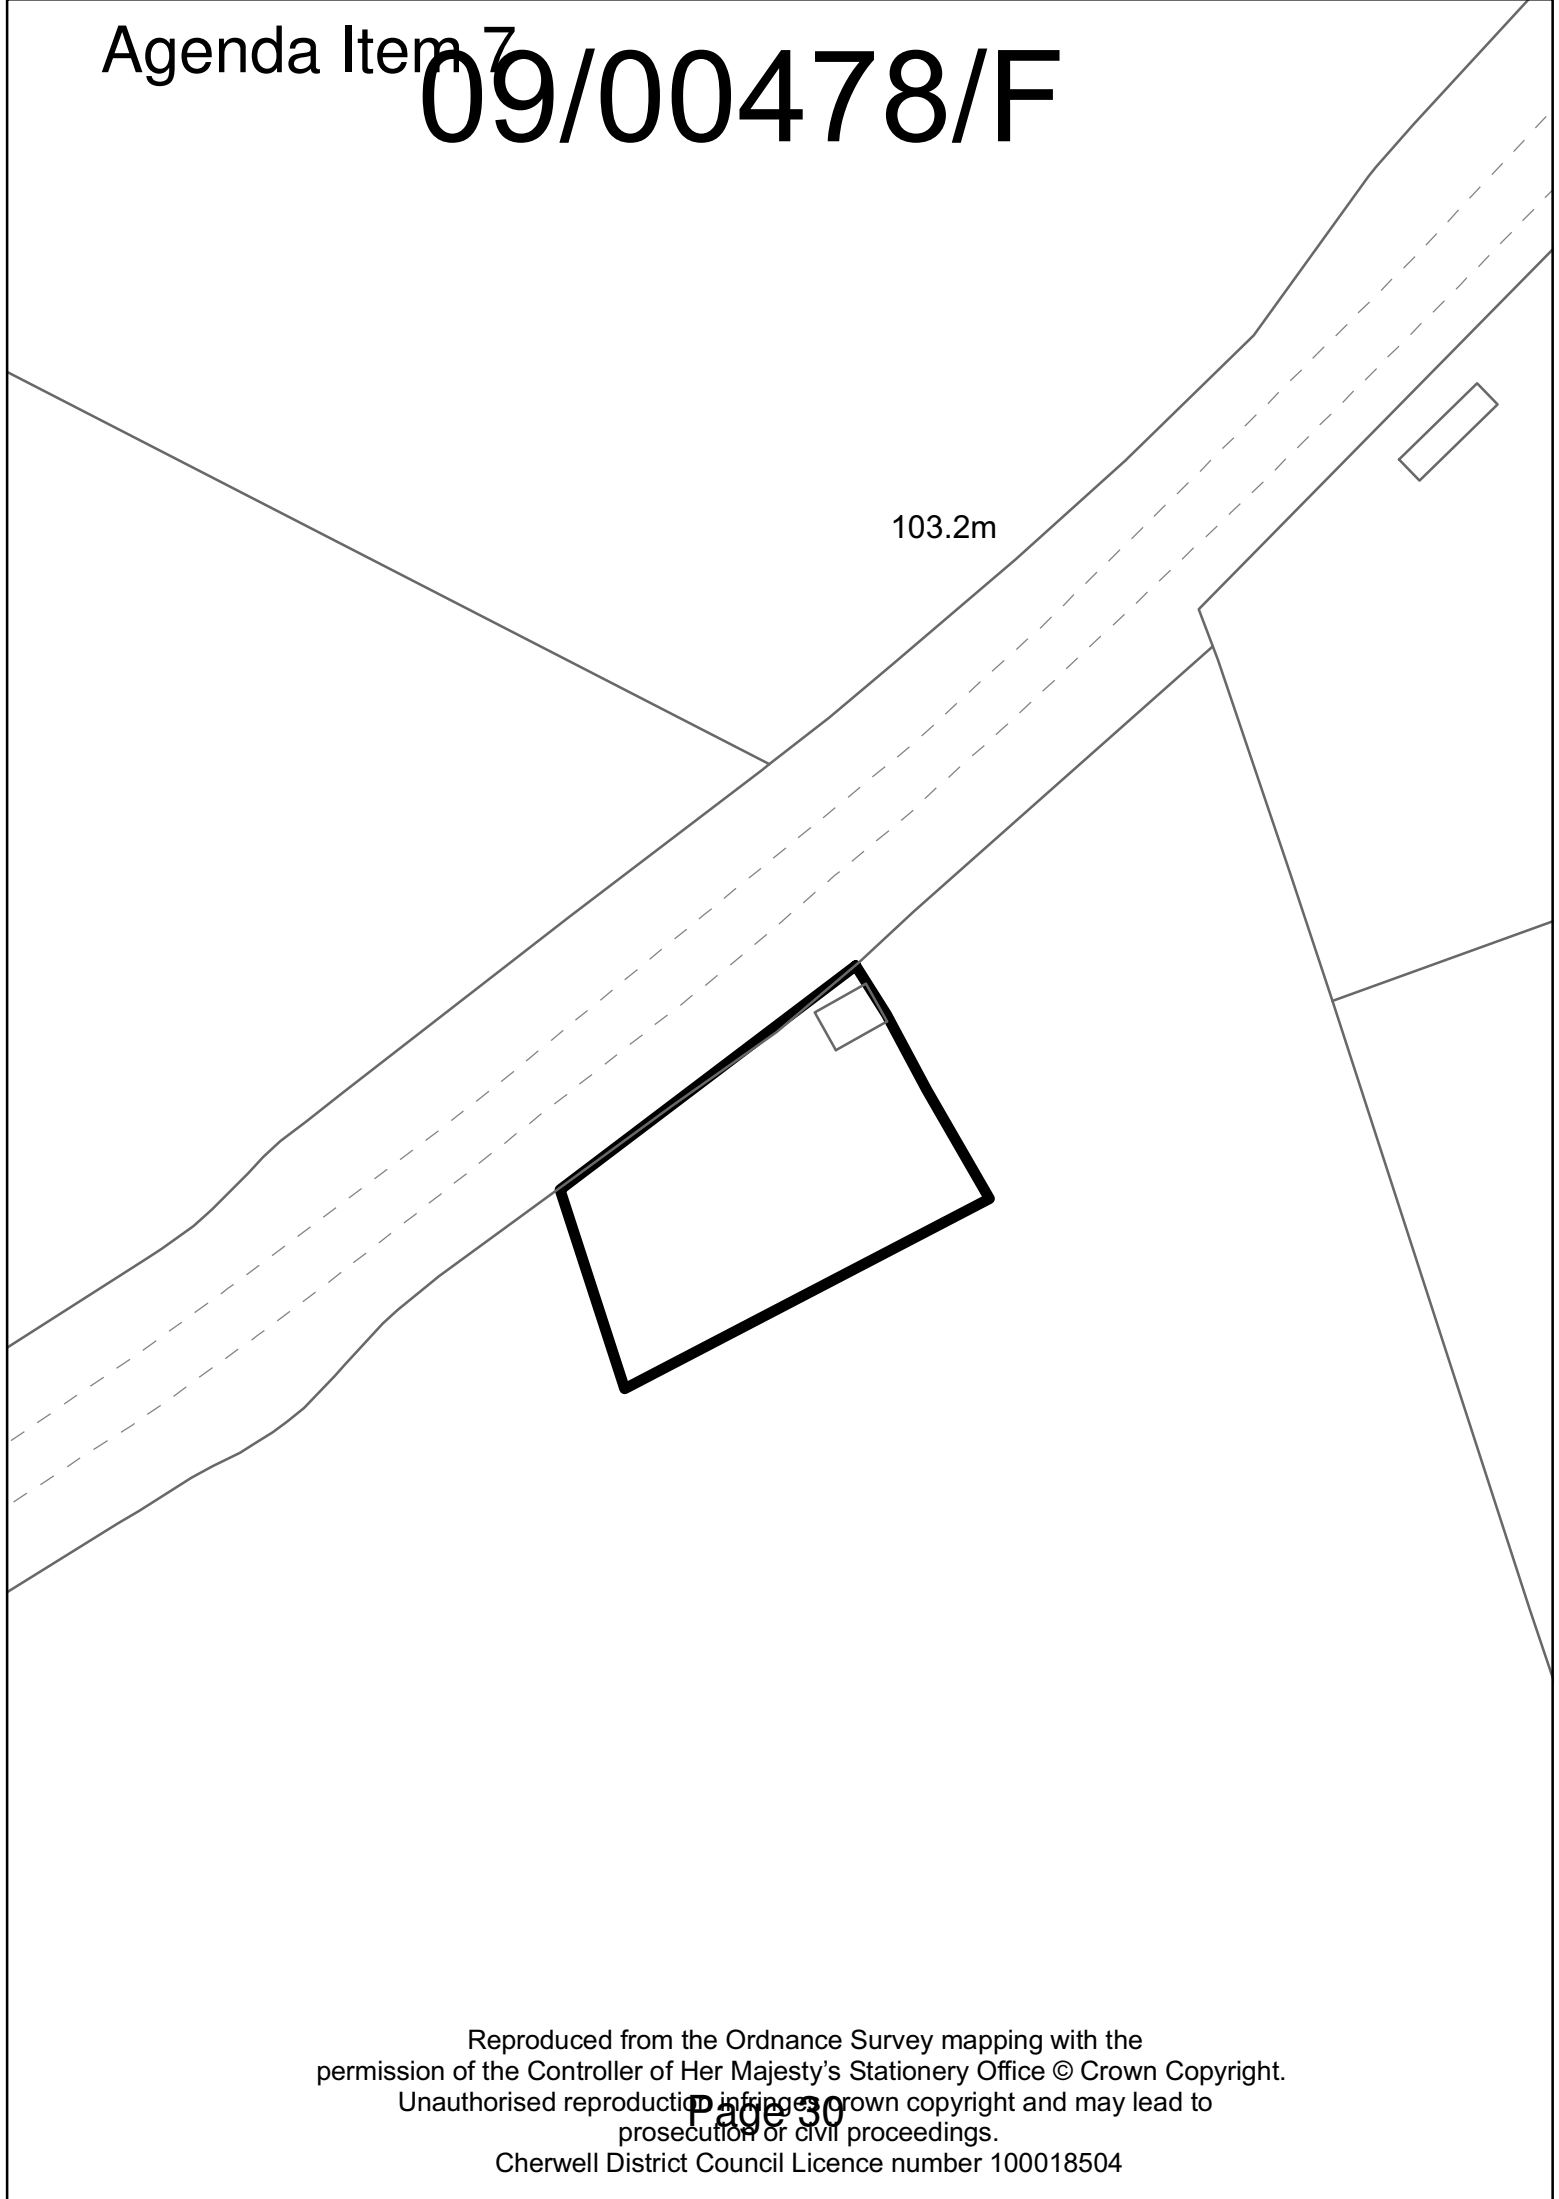 Agenda Item 7
09/00478/F
103.2m
Reproduced from the Ordnance Survey mapping with the
permission of the Controller of Her Majesty’s Stationery Office © Crown Copyright.
Unauthorised reproduction infringes crown copyright and may lead to
Page 30
prosecution or civil proceedings.
Cherwell District Council Licence number 100018504